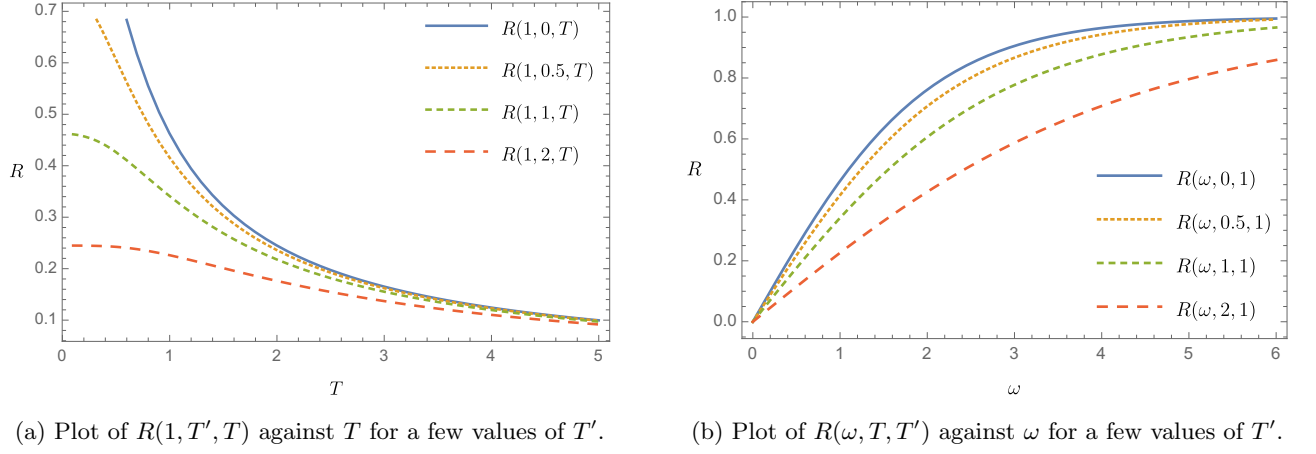 0.7
0.6
0.5
0.4
0.3
0.2
0.1
R
0 1 2 3 4 5
T
R(1, 0, T)
R(1, 0.5, T)
R(1, 1, T)
R(1, 2, T)
(a) Plot of R(1, T′, T) against T for a few values of T′.
1.0
0.8
0.6
0.4
0.2
0.0
R
0 1 2 3 4 5 6
ω
R(ω, 0, 1)
R(ω, 0.5, 1)
R(ω, 1, 1)
R(ω, 2, 1)
(b) Plot of R(ω, T, T′) against ω for a few values of T′.